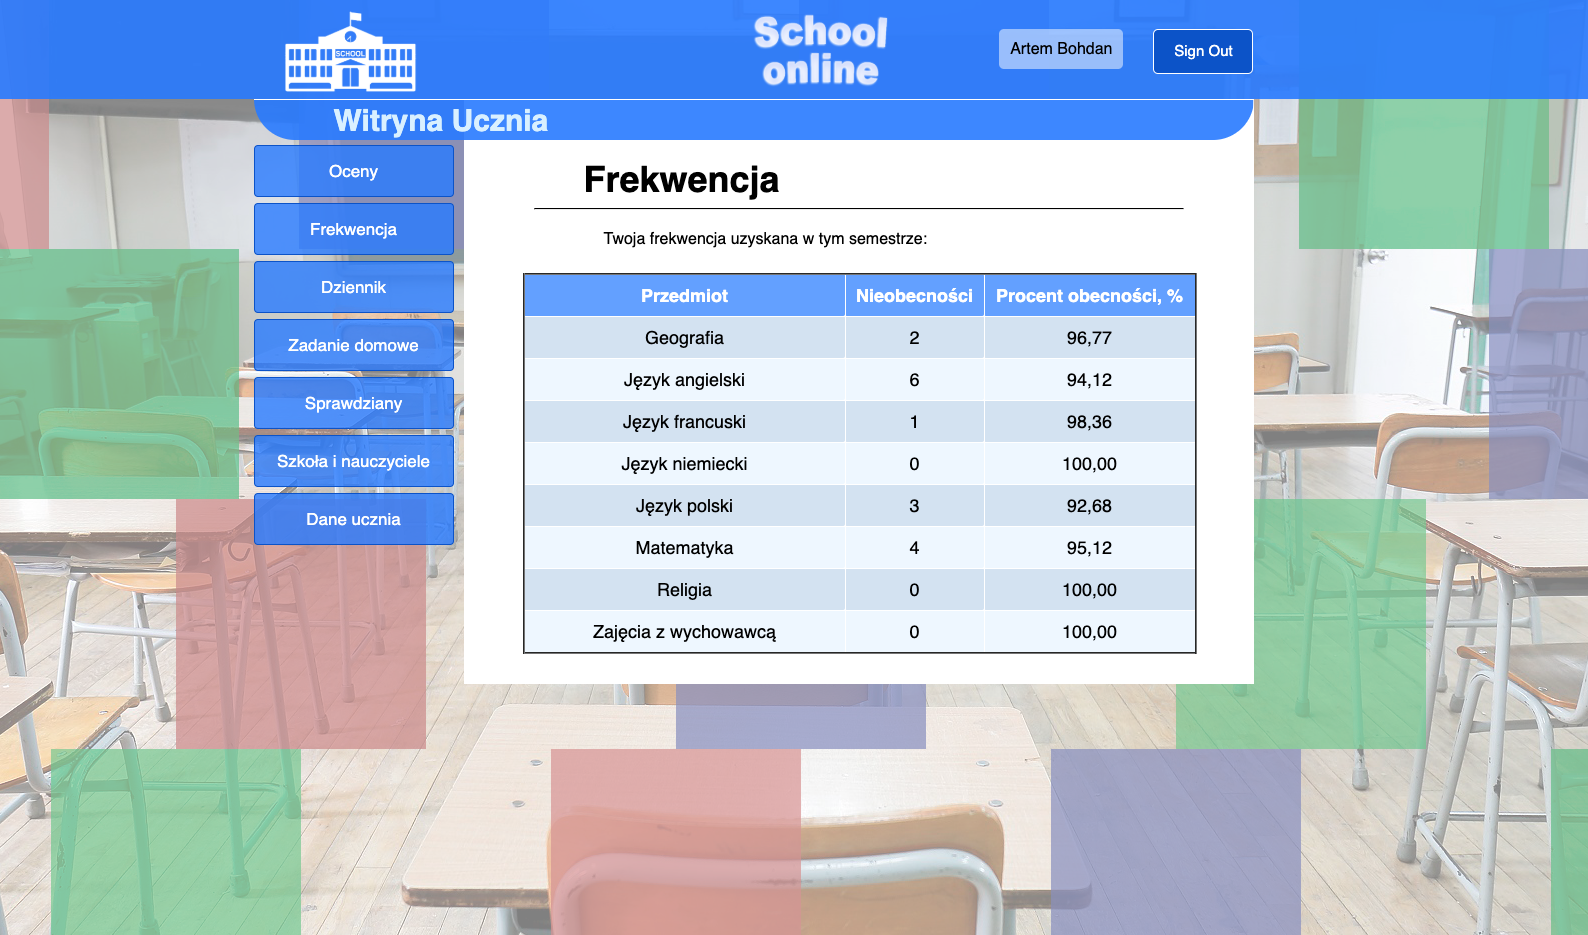 SCHOOL
School
online
Artem Bohdan
Sign Out
Witryna Ucznia
Oceny
Frekwencja
Dziennik
Zadanie domowe
Sprawdziany
Szkoła i nauczyciele
Dane ucznia
Frekwencja
Twoja frekwencja uzyskana w tym semestrze:
Przedmiot Nieobecności Procent obecności, %
Geografia 2 96,77
Język angielski 6 94,12
Język francuski 1 98,36
Język niemiecki 0 100,00
Język polski 3 92,68
Matematyka 4 95,12
Religia 0 100,00
Zajęcia z wychowawcą 0 100,00